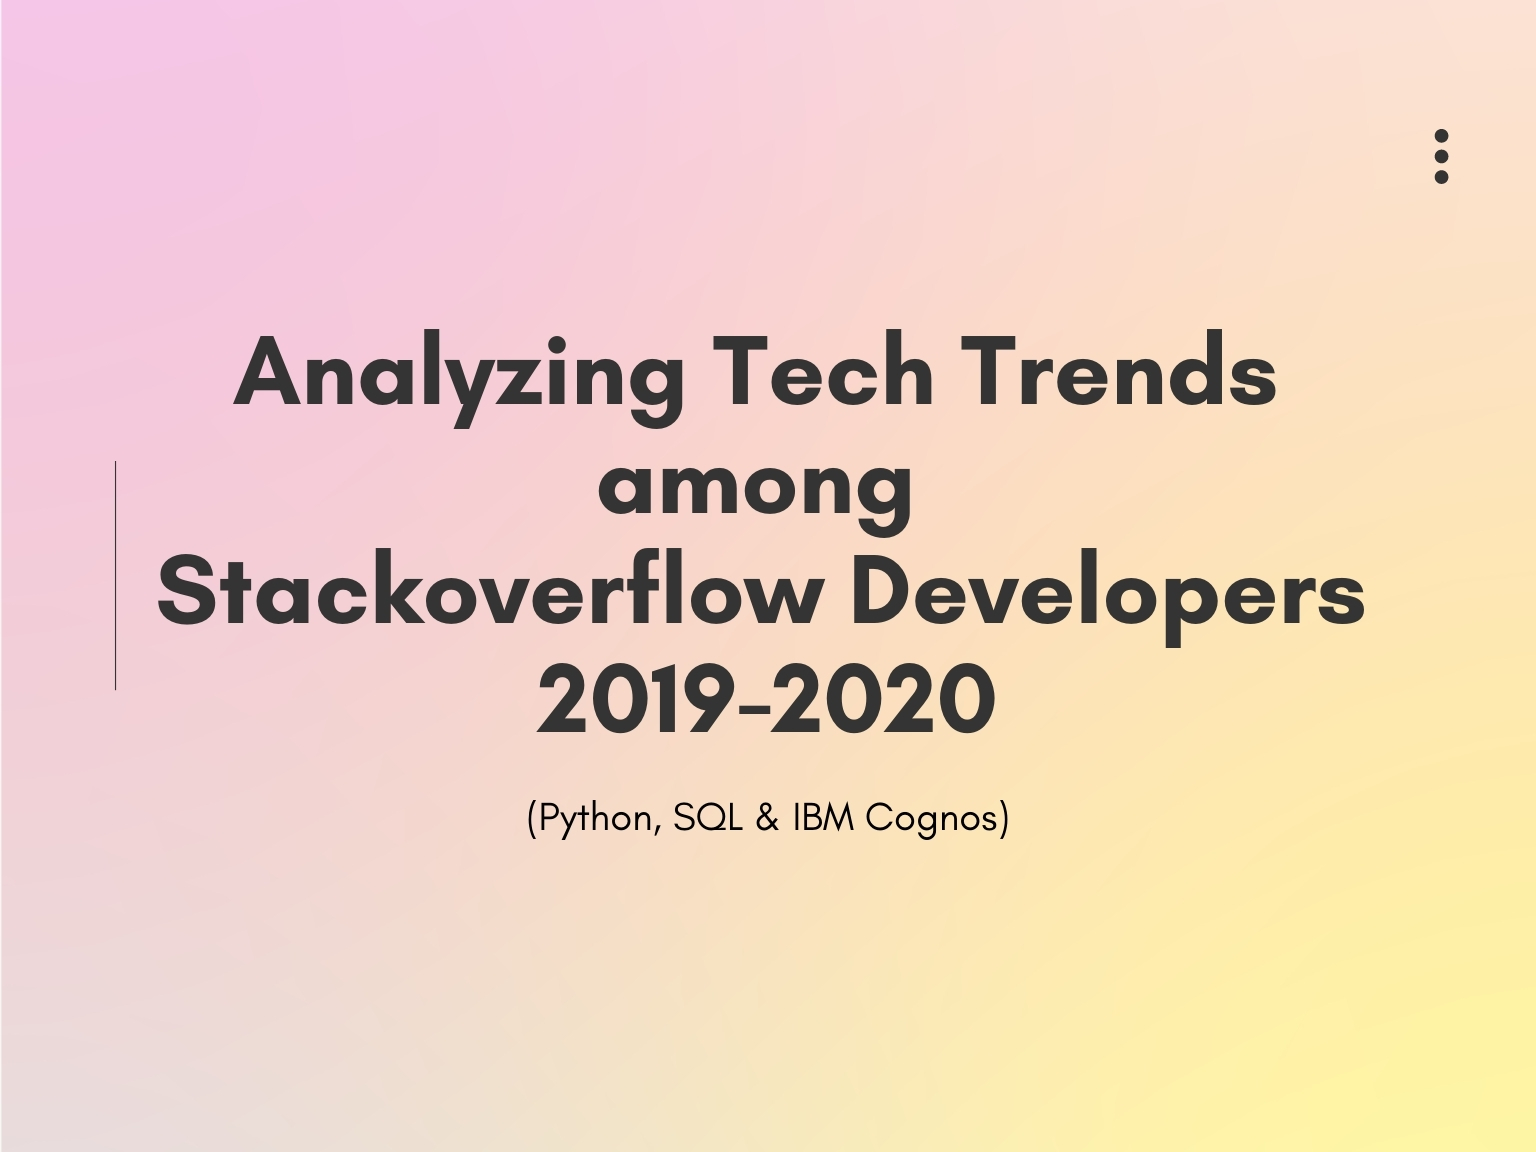 Analyzing Tech Trends
among
Stackoverflow Developers
2019-2020
(Python, SQL & IBM Cognos)